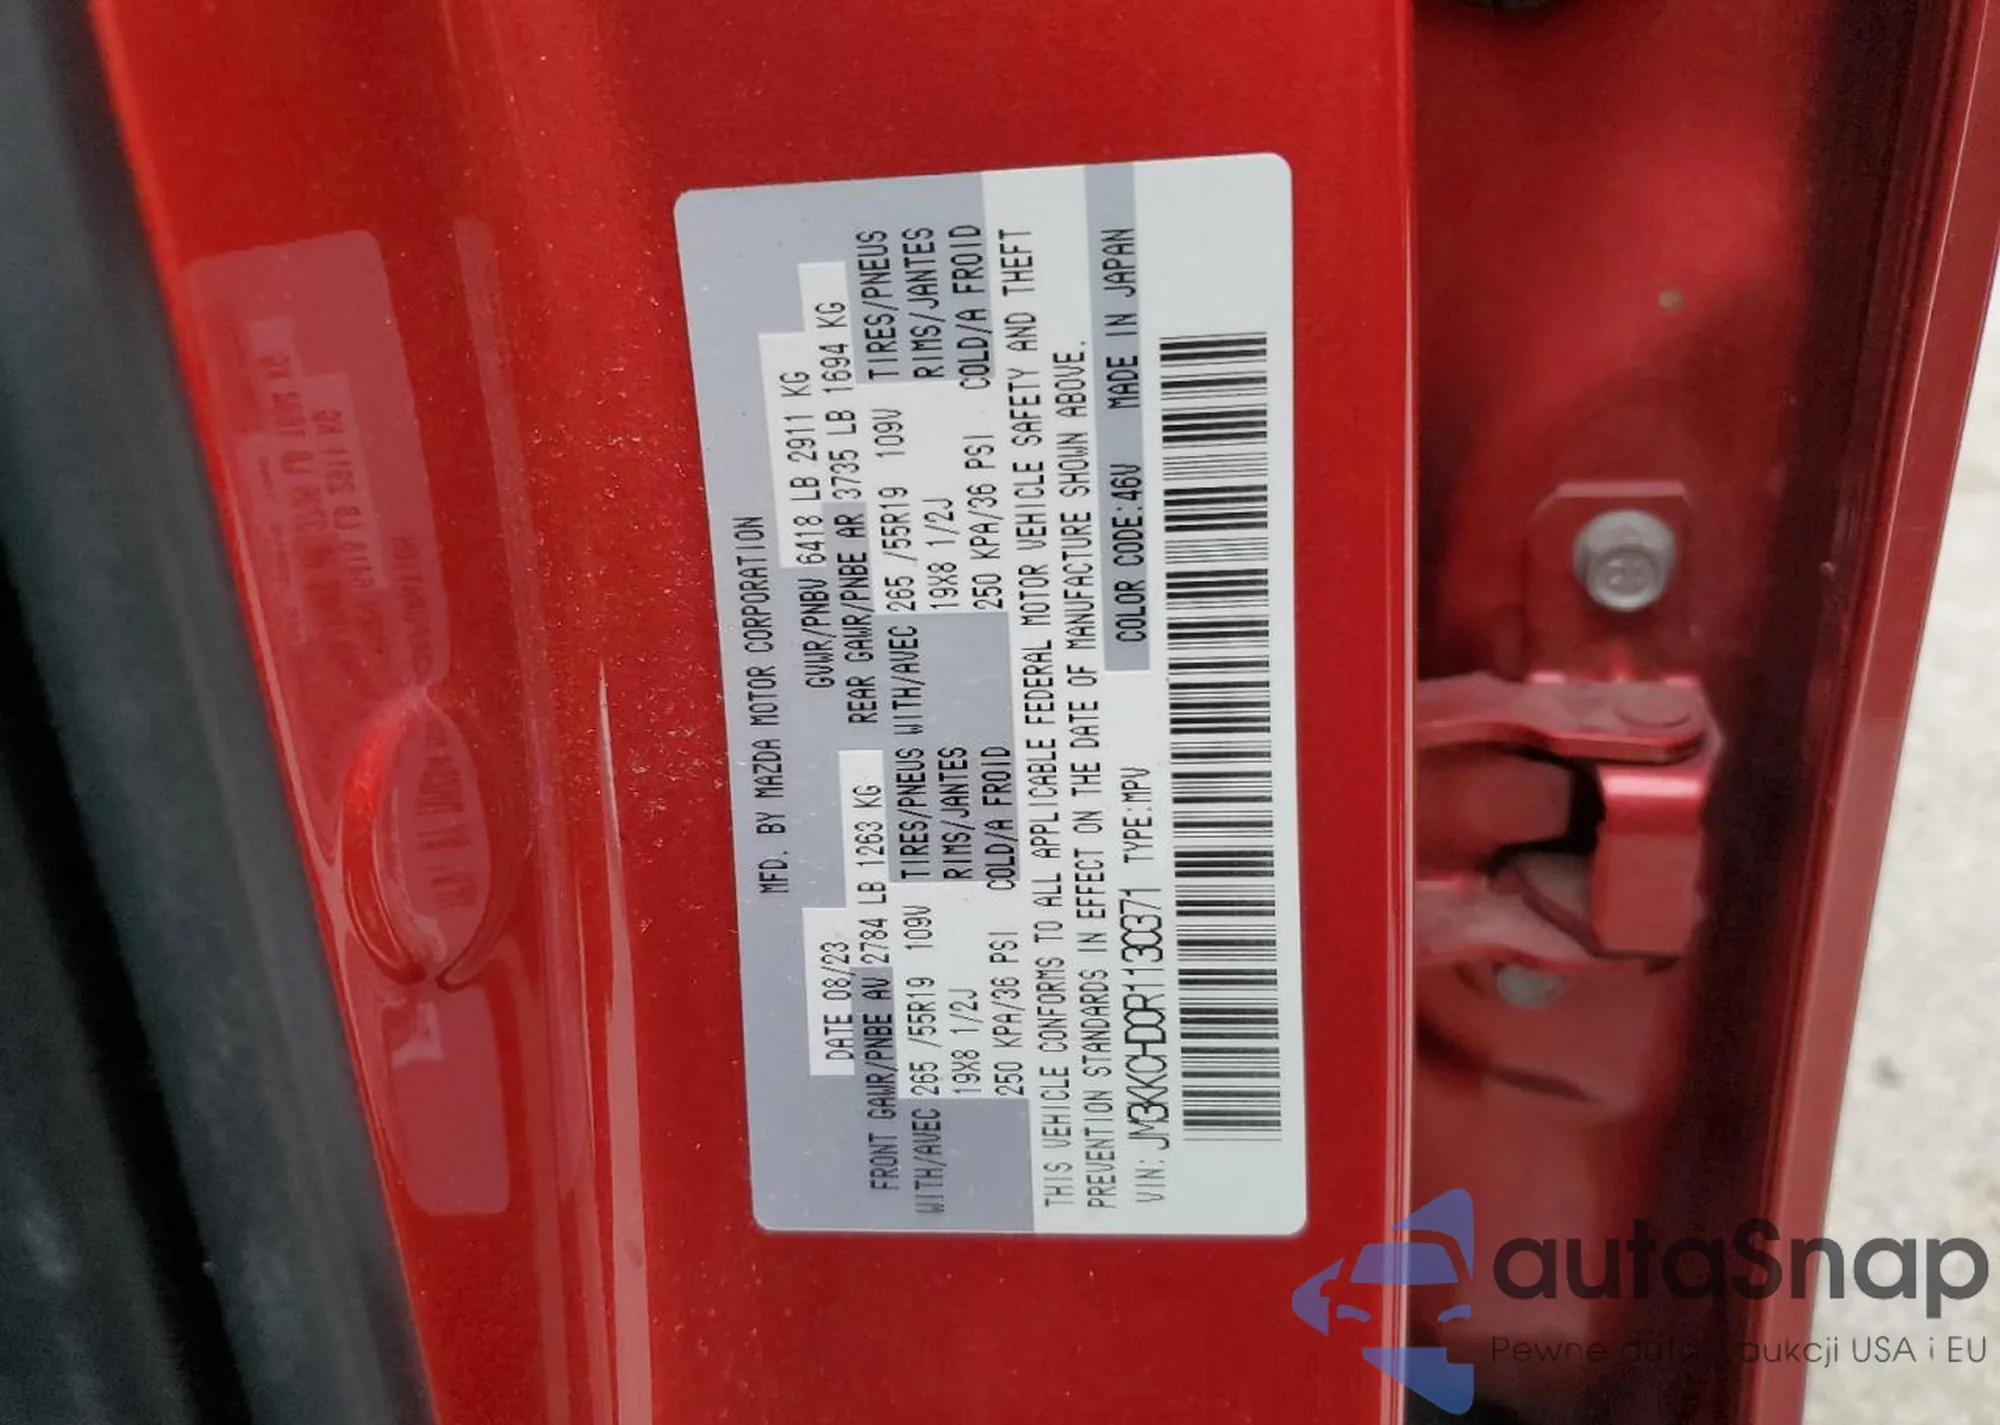 MFD. BY MAZDA MOTOR CORPORATION
DATE 08/23 GVWR/PNBV 6418 LB 2911 KG
FRONT GAWR/PNBE AV 2784 LB 1263 KG REAR GAWR/PNBE AR 3735 LB 1694 KG
WITH/AVEC 265 /55R19 109V TIRES/PNEUS WITH/AVEC 265 /55R19 109V TIRES/PNEUS
19X8 1/2J RIMS/JANTES 19X8 1/2J RIMS/JANTES
250 KPA/36 PSI COLD/A FROID 250 KPA/36 PSI COLD/A FROID
THIS VEHICLE CONFORMS TO ALL APPLICABLE FEDERAL MOTOR VEHICLE SAFETY AND THEFT
PREVENTION STANDARDS IN EFFECT ON THE DATE OF MANUFACTURE SHOWN ABOVE.
VIN: JM3KKCHD0R1130371 TYPE:MPV COLOR CODE:46V MADE IN JAPAN
autaSnap
Pewne auta aukcji USA i EU